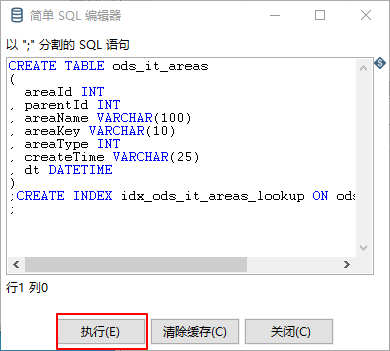 简单 SQL 编辑器
以 ";" 分割的 SQL 语句
CREATE TABLE ods_it_areas
(
  areaId INT
, parentId INT
, areaName VARCHAR(100)
, areaKey VARCHAR(10)
, areaType INT
, createTime VARCHAR(25)
, dt DATETIME
)
;CREATE INDEX idx_ods_it_areas_lookup ON ods
;
行1 列0
执行(E) 清除缓存(C) 关闭(C)